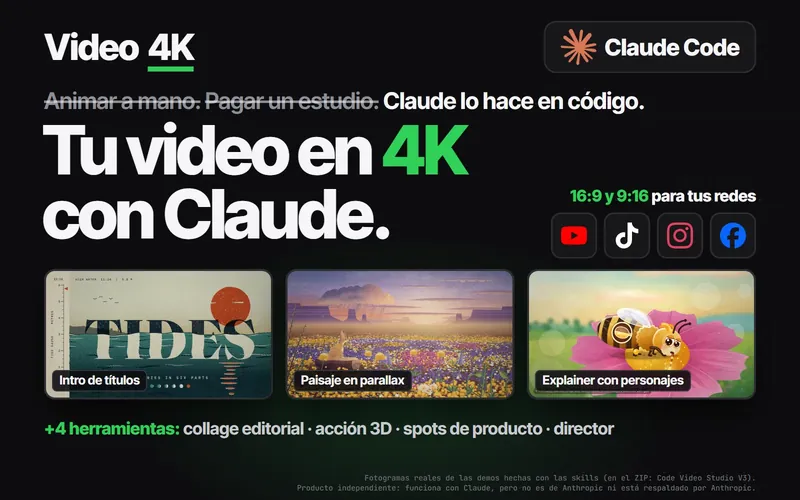 Video 4K
Claude Code
Animar a mano. Pagar un estudio. Claude lo hace en código.
Tu video en 4K
con Claude.
16:9 y 9:16 para tus redes
TIDES
Intro de títulos
Paisaje en parallax
Explainer con personajes
+4 herramientas: collage editorial · acción 3D · spots de producto · director
Fotogramas reales de las demos hechas con las skills (en el ZIP: Code Video Studio V3).
Producto independiente: funciona con Claude, pero no es de Anthropic ni está respaldado por Anthropic.